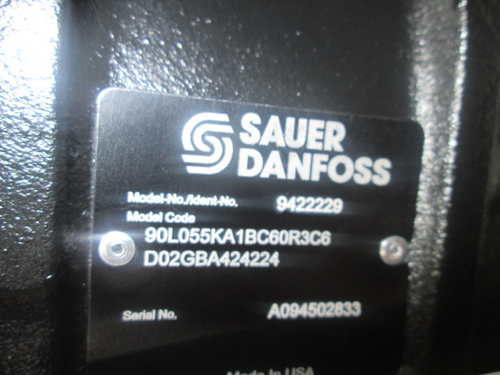 SAUER
DANFOSS
Model-No./Ident-No. 9422229
Model Code
90L055KA1BC60R3C6
D02GBA424224
Serial No. A094502833
Made In USA